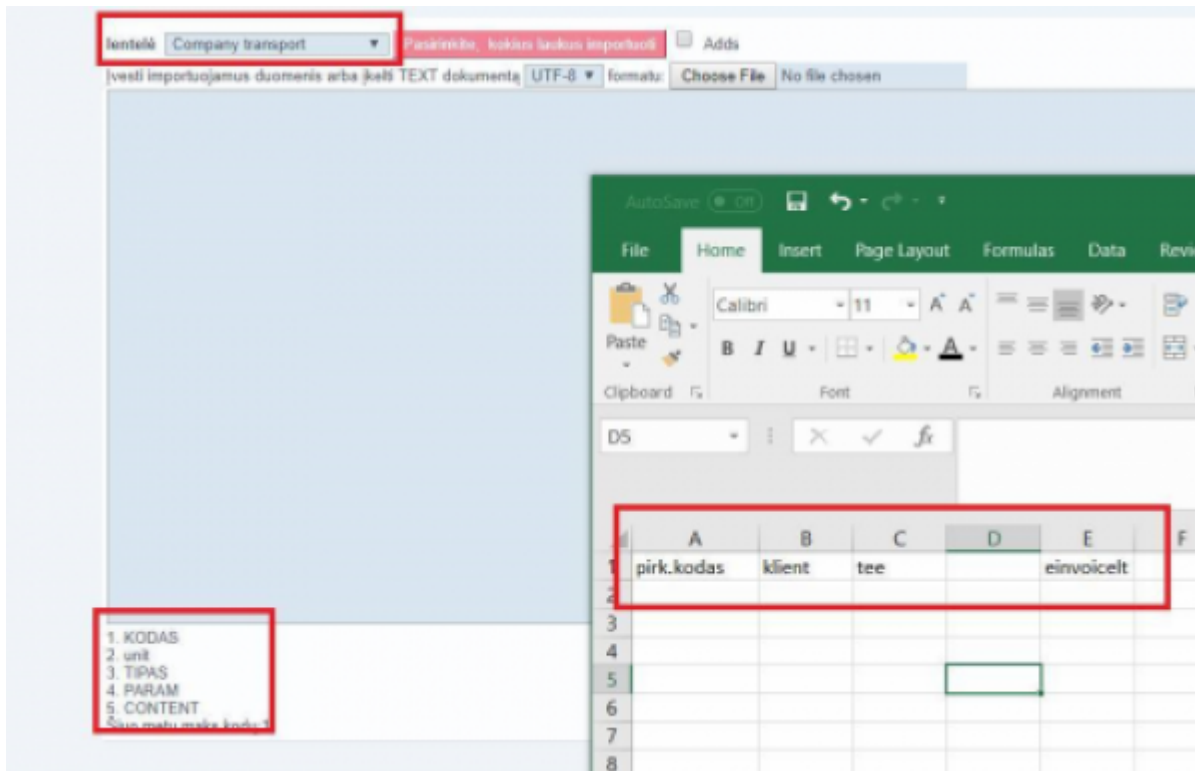 lentelė Company transport Pasirinkite, kokius laukus importuoti Adds
Įvesti importuojamus duomenis arba įkelti TEXT dokumentą UTF-8 formatu: Choose File No file chosen
AutoSave Off
File Home Insert Page Layout Formulas Data
Calibri 11 A A
Paste B I U A
Clipboard Font Alignment
D5 fx
A B C D E F
1 pirk.kodas klient tee einvoicelt
2
3
4
5
6
7
8
1. KODAS
2. unit
3. TIPAS
4. PARAM
5. CONTENT